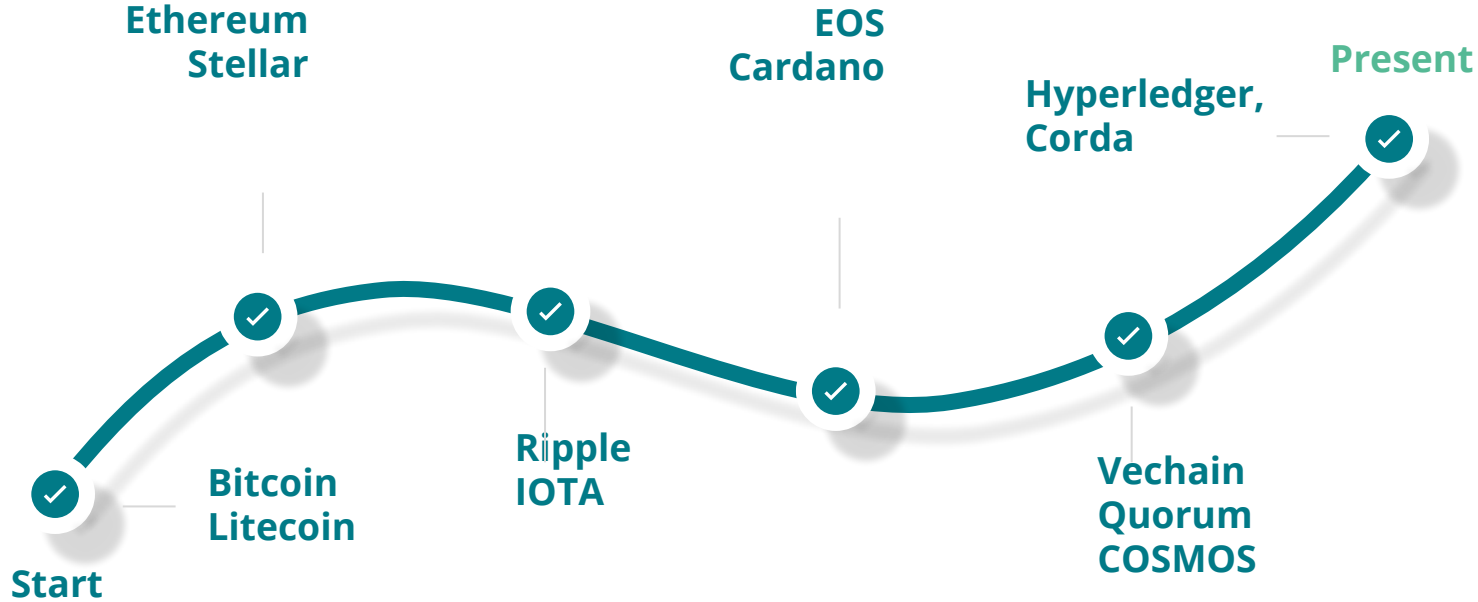 Ethereum
Stellar
EOS
Cardano
Present
Hyperledger,
Corda
Bitcoin
Litecoin
Ripple
IOTA
Vechain
Quorum
COSMOS
Start